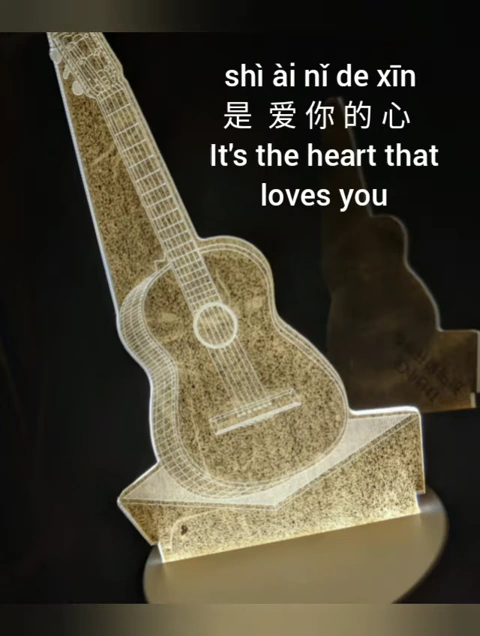 shì ài nǐ de xīn
是 爱 你 的 心
It's the heart that
loves you